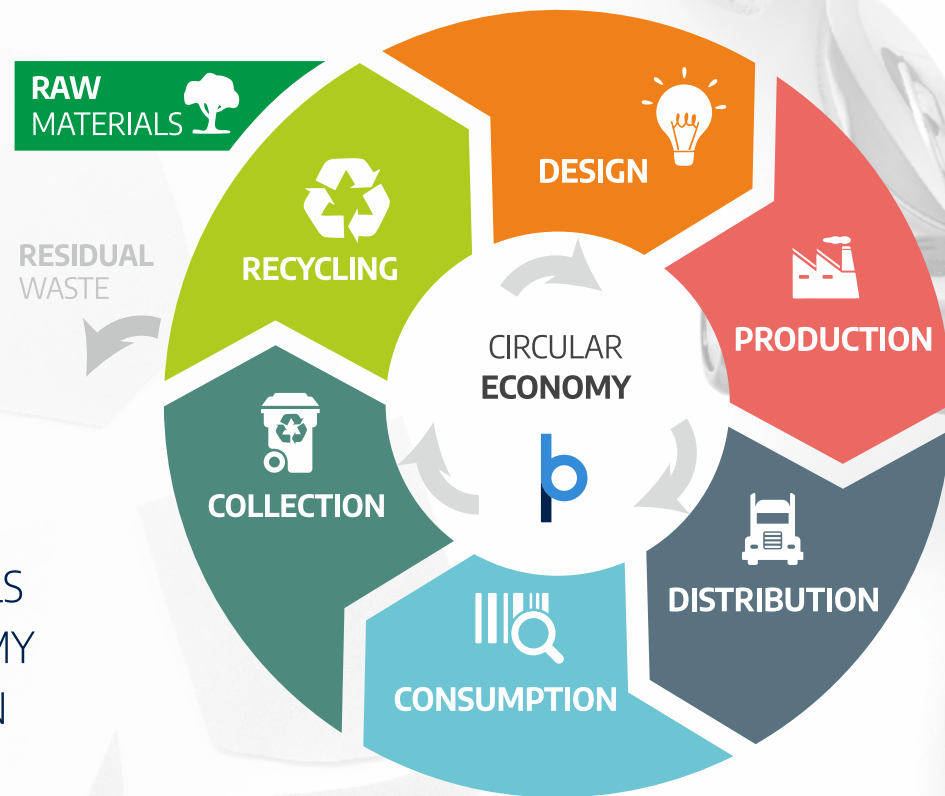 RAW
MATERIALS
DESIGN
RECYCLING
RESIDUAL
WASTE
PRODUCTION
CIRCULAR
ECONOMY
COLLECTION
DISTRIBUTION
CONSUMPTION